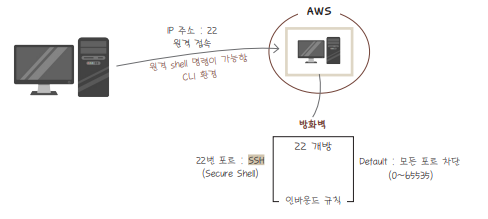 AWS
IP 주소 : 22
원격 접속
원격 shell 명령이 가능한
CLI 환경
방화벽
22 개방
22번 포트 : SSH
(Secure Shell)
Default : 모든 포트 차단
(0~65535)
인바운드 규칙